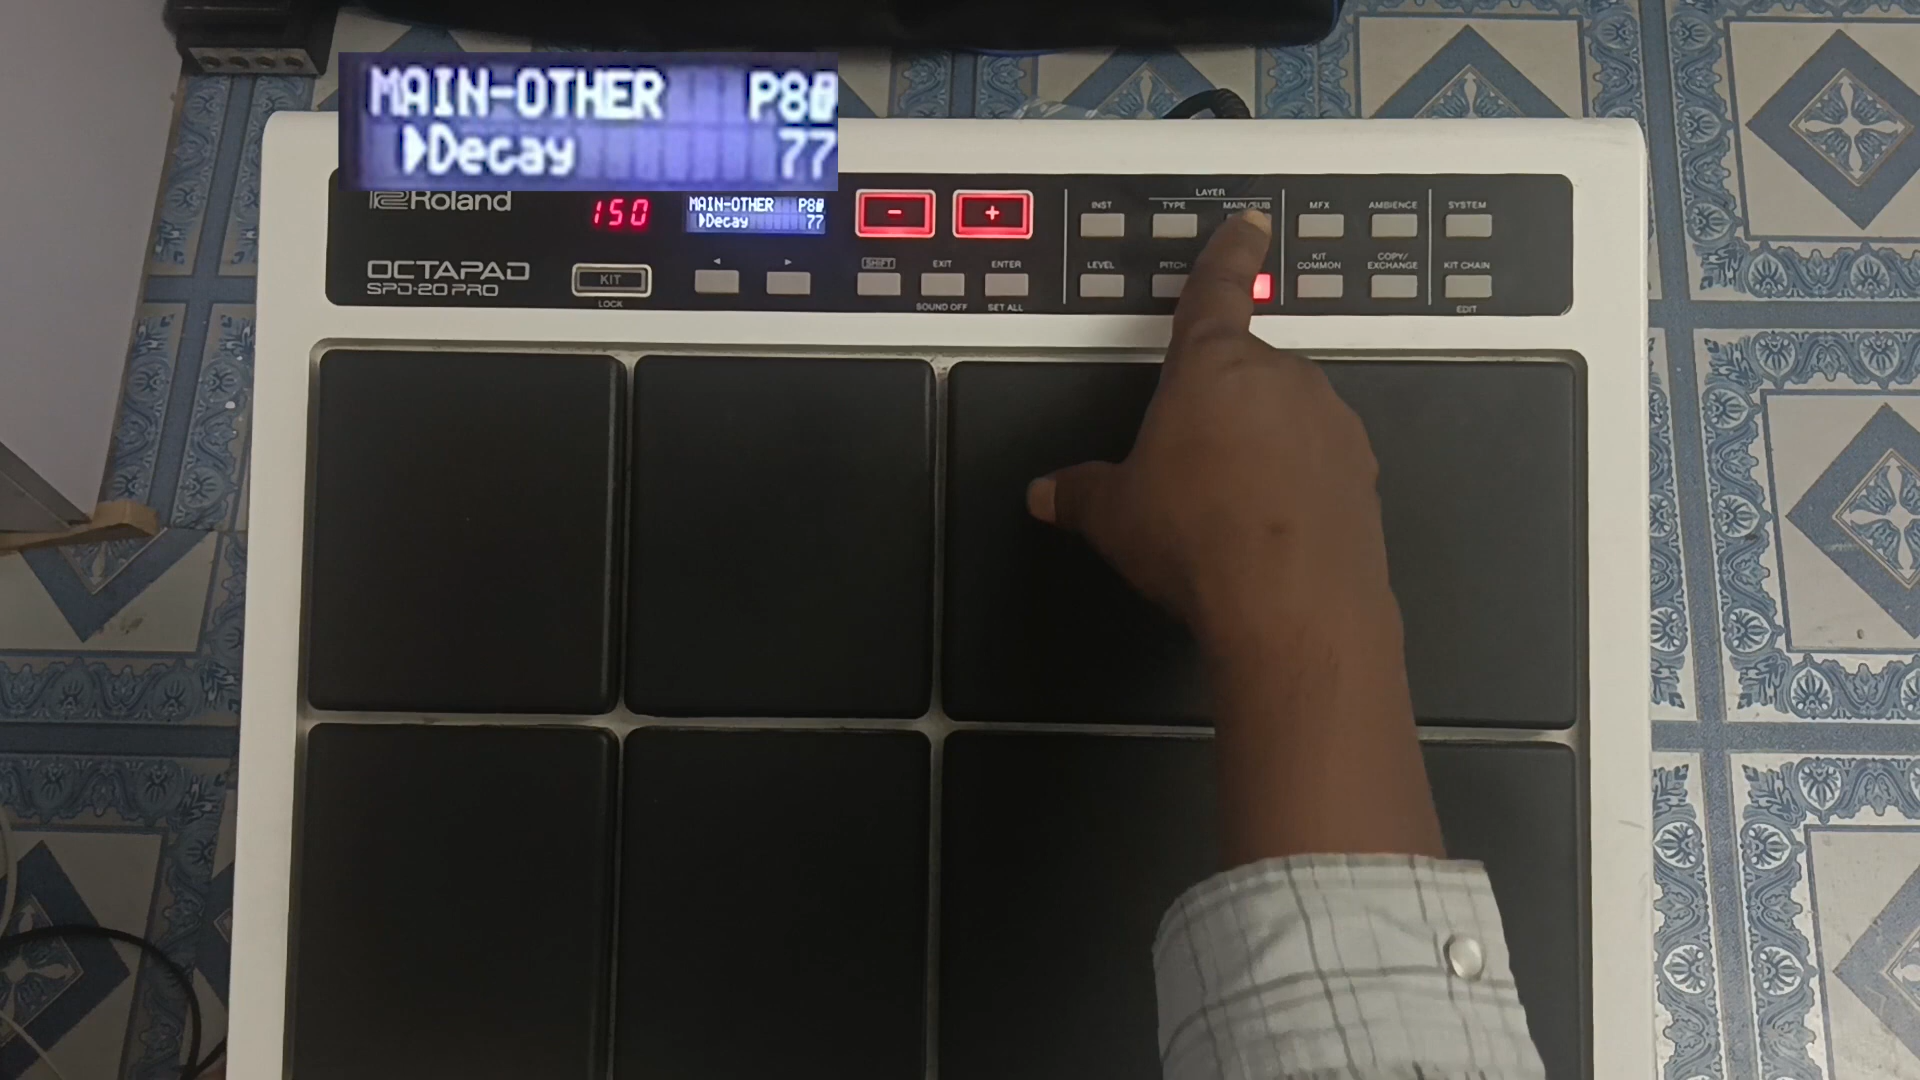 MAIN-OTHER P8
▶Decay 77
Roland
150
MAIN-OTHER P8
▶Decay 77
-
+
OCTAPAD
SPD-20 PRO
KIT
LOCK
◀ ▶
SHIFT EXIT ENTER
SOUND OFF SET ALL
LAYER
INST TYPE MAIN/SUB
LEVEL PITCH
MFX AMBIENCE SYSTEM
KIT COMMON
COPY/EXCHANGE
KIT CHAIN
EDIT